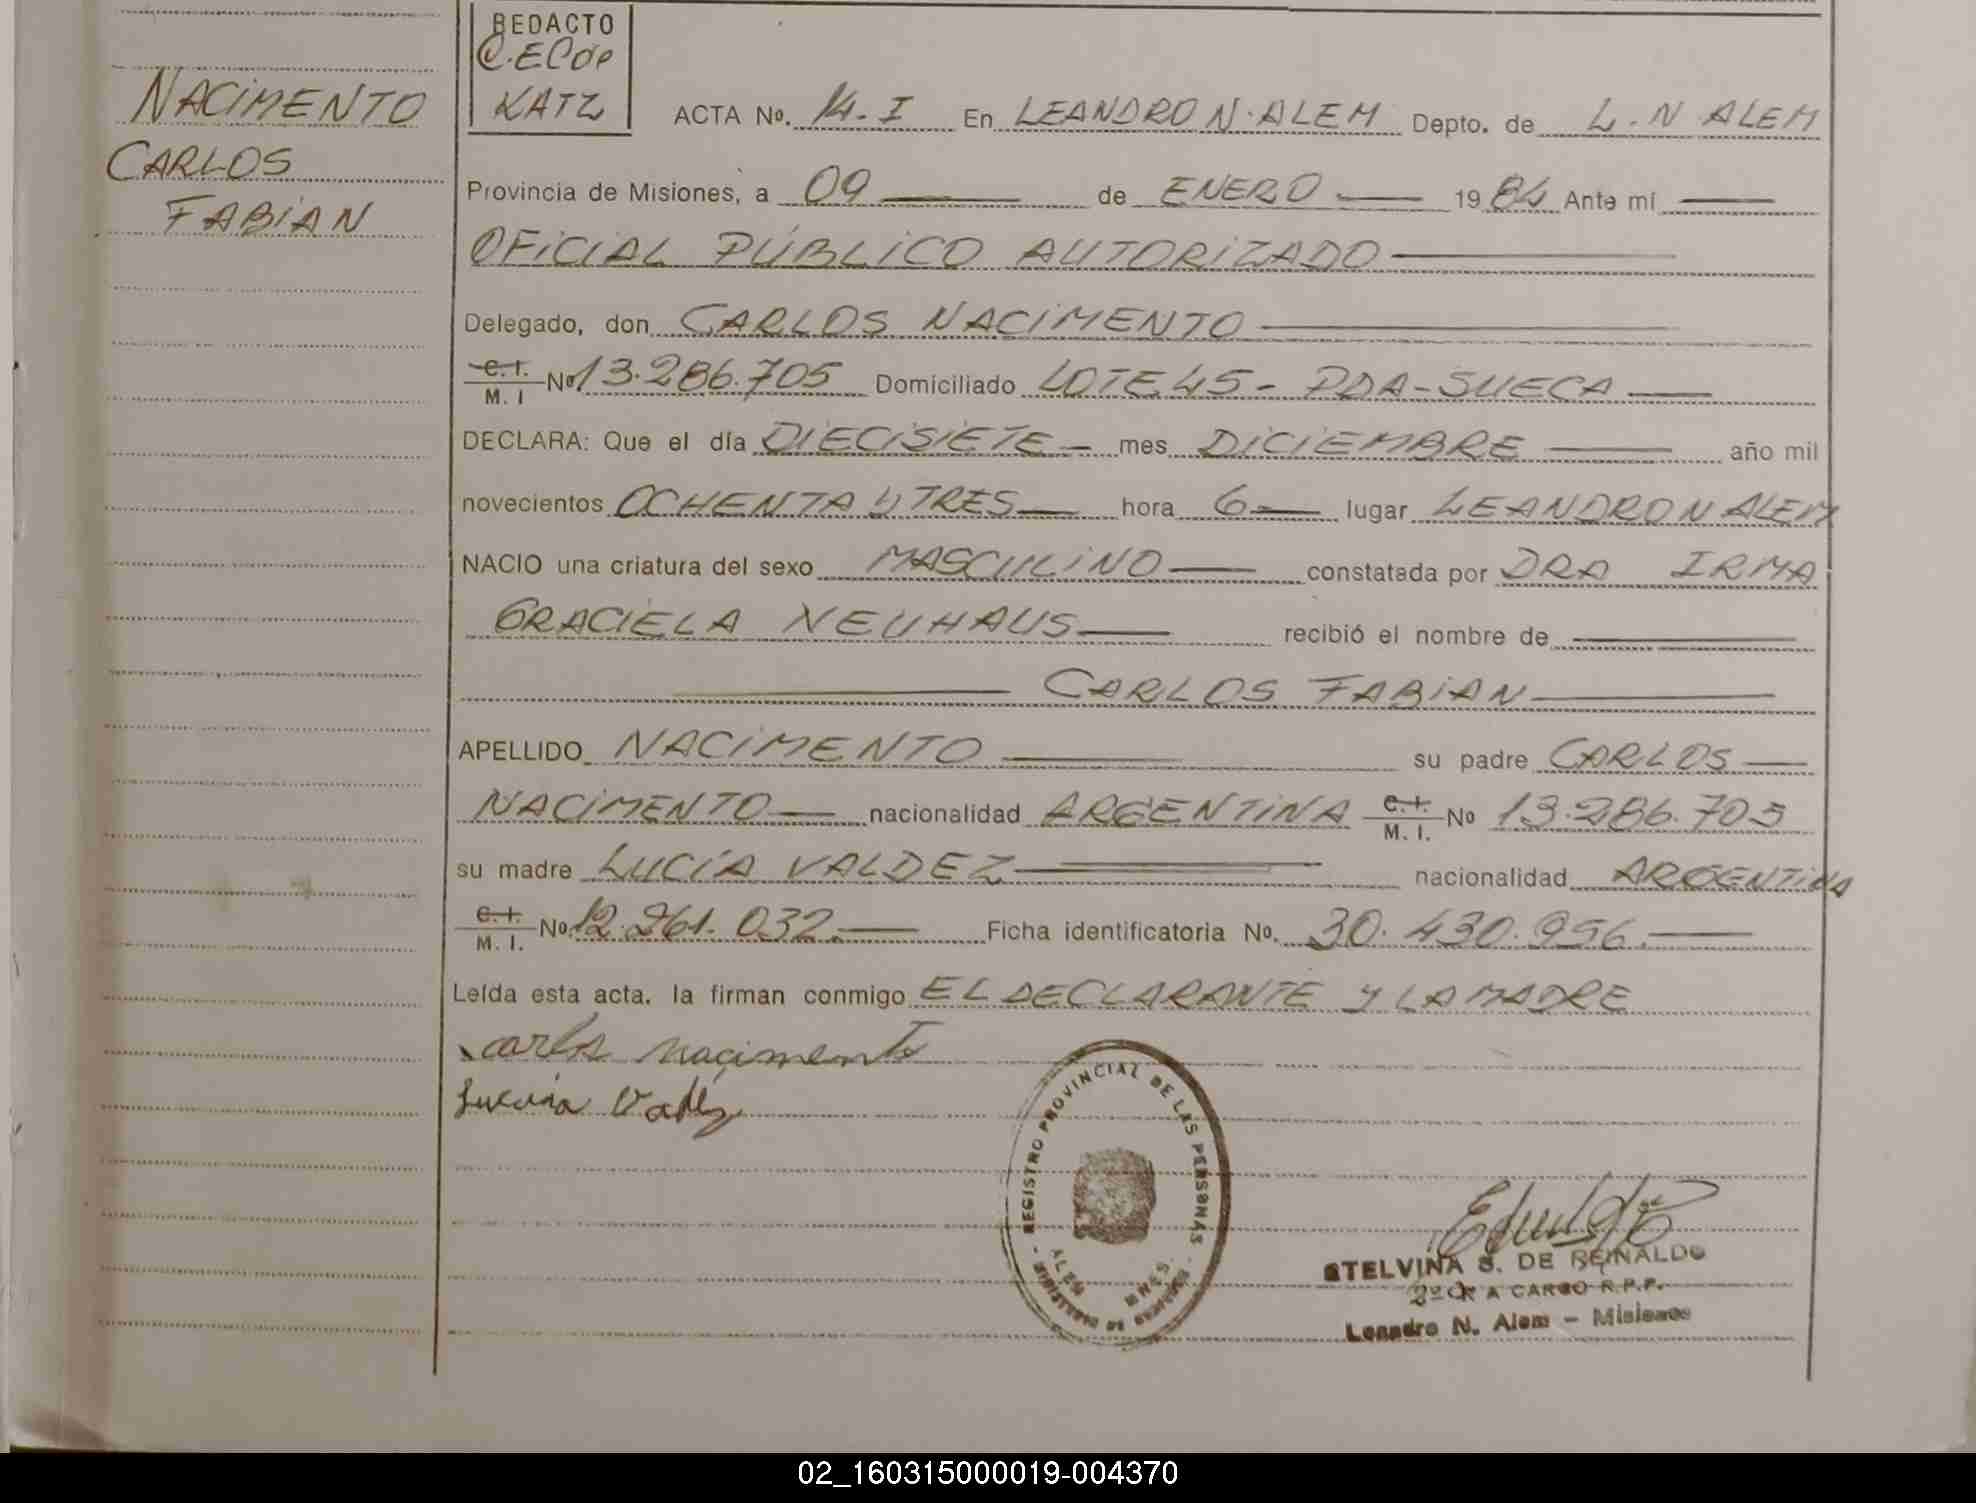 NACIMENTO
CARLOS
FABIAN
REDACTO
KATZ
ACTA No. 14-I En LEANDRO N. ALEM Depto. de L. N ALEM
Provincia de Misiones, a 09 de ENERO 1984 Ante mí
OFICIAL PÚBLICO AUTORIZADO
Delegado, don CARLOS NACIMENTO
C. I. M. I No 13.286.705 Domiciliado LOTE 45 - PDA-SUECA
DECLARA: Que el día DIECISIETE - mes DICIEMBRE año mil
novecientos OCHENTA Y TRES hora 6 lugar LEANDRO N ALEM
NACIO una criatura del sexo MASCULINO constatada por DRA IRMA
GRACIELA NEUHAUS recibió el nombre de
CARLOS FABIAN
APELLIDO NACIMENTO su padre CARLOS
NACIMENTO nacionalidad ARGENTINA C. I. M. I. No 13.286.705
su madre LUCÍA VALDEZ nacionalidad ARGENTINA
C. I. M. I. No 12.261.032 Ficha identificatoria No. 30.430.956
Leída esta acta, la firman conmigo EL DECLARANTE Y LA MADRE
carlos nacimento
REGISTRO PROVINCIAL DE LAS PERSONAS
ALEM MNES.
STELVINA S. DE REINALDO
A CARGO R.P.P.
Leandro N. Alem - Misiones
02_160315000019-004370